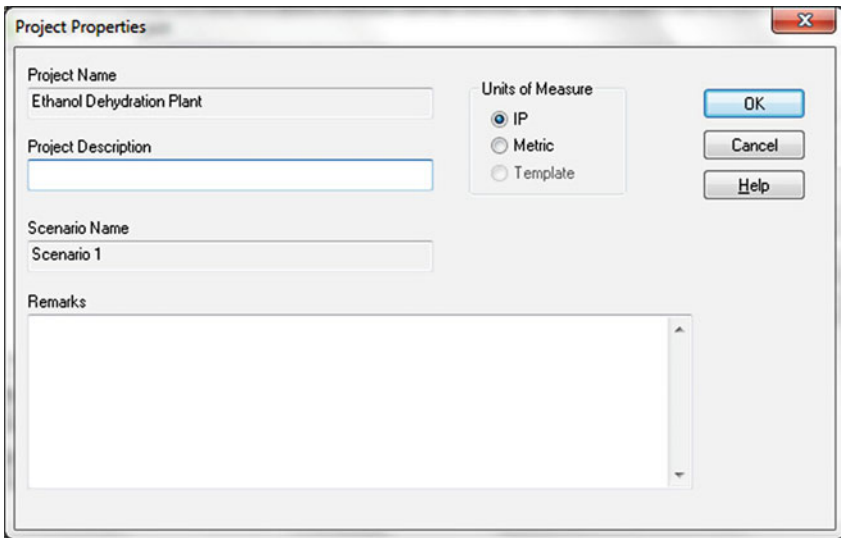 Project Properties
Project Name
Ethanol Dehydration Plant
Project Description
Scenario Name
Scenario 1
Remarks
Units of Measure
IP
Metric
Template
OK
Cancel
Help